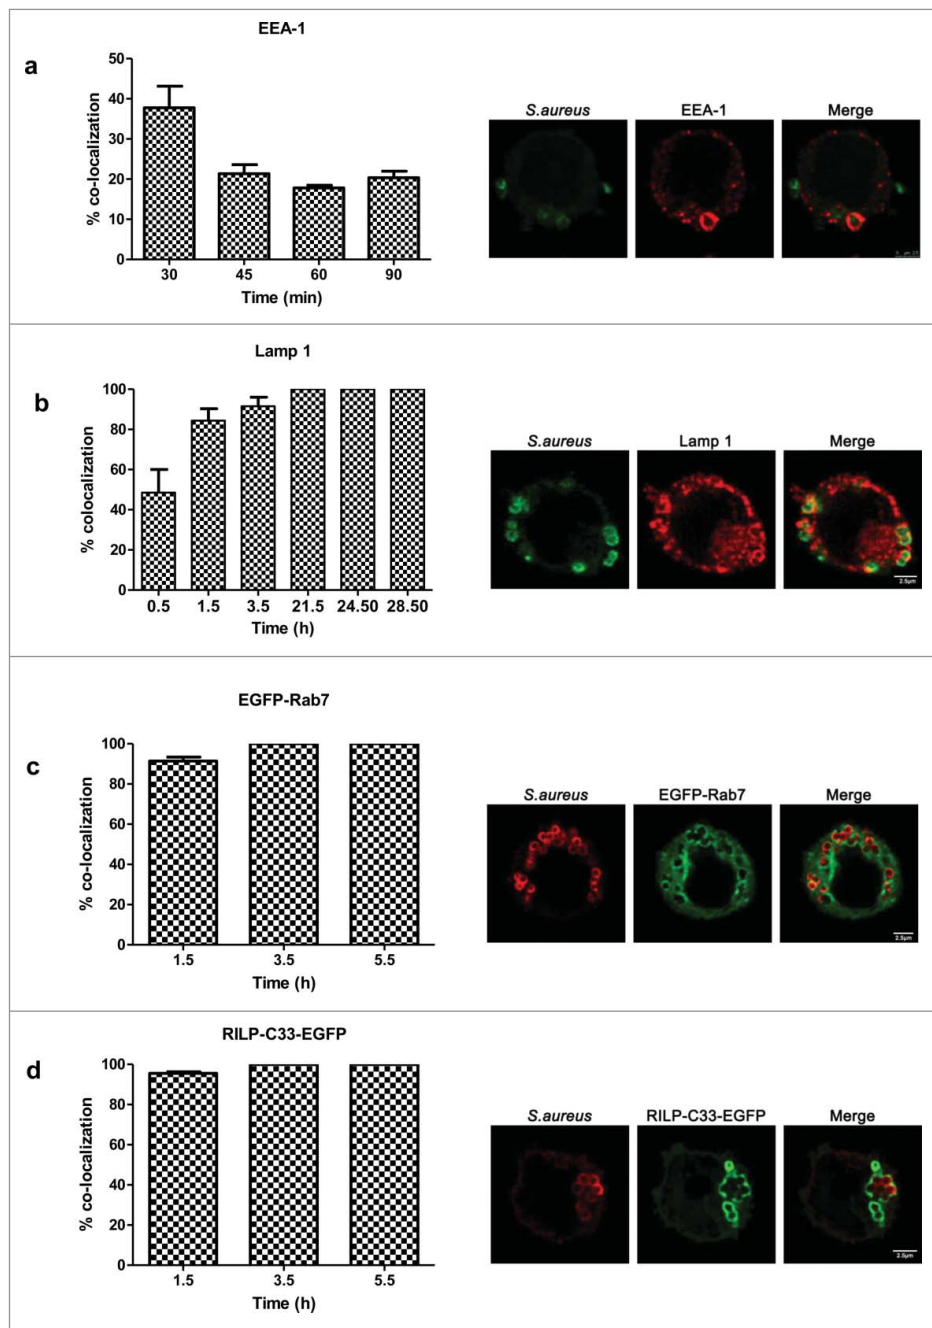 EEA-1
a
% co-localization
50
40
30
20
10
0
30 45 60 90
Time (min)
S.aureus EEA-1 Merge
Lamp 1
b
% colocalization
100
80
60
40
20
0
0.5 1.5 3.5 21.5 24.50 28.50
Time (h)
S.aureus Lamp 1 Merge
2.5µm
EGFP-Rab7
c
% co-localization
100
80
60
40
20
0
1.5 3.5 5.5
Time (h)
S.aureus EGFP-Rab7 Merge
2.5µm
RILP-C33-EGFP
d
% co-localization
100
80
60
40
20
0
1.5 3.5 5.5
Time (h)
S.aureus RILP-C33-EGFP Merge
2.5µm